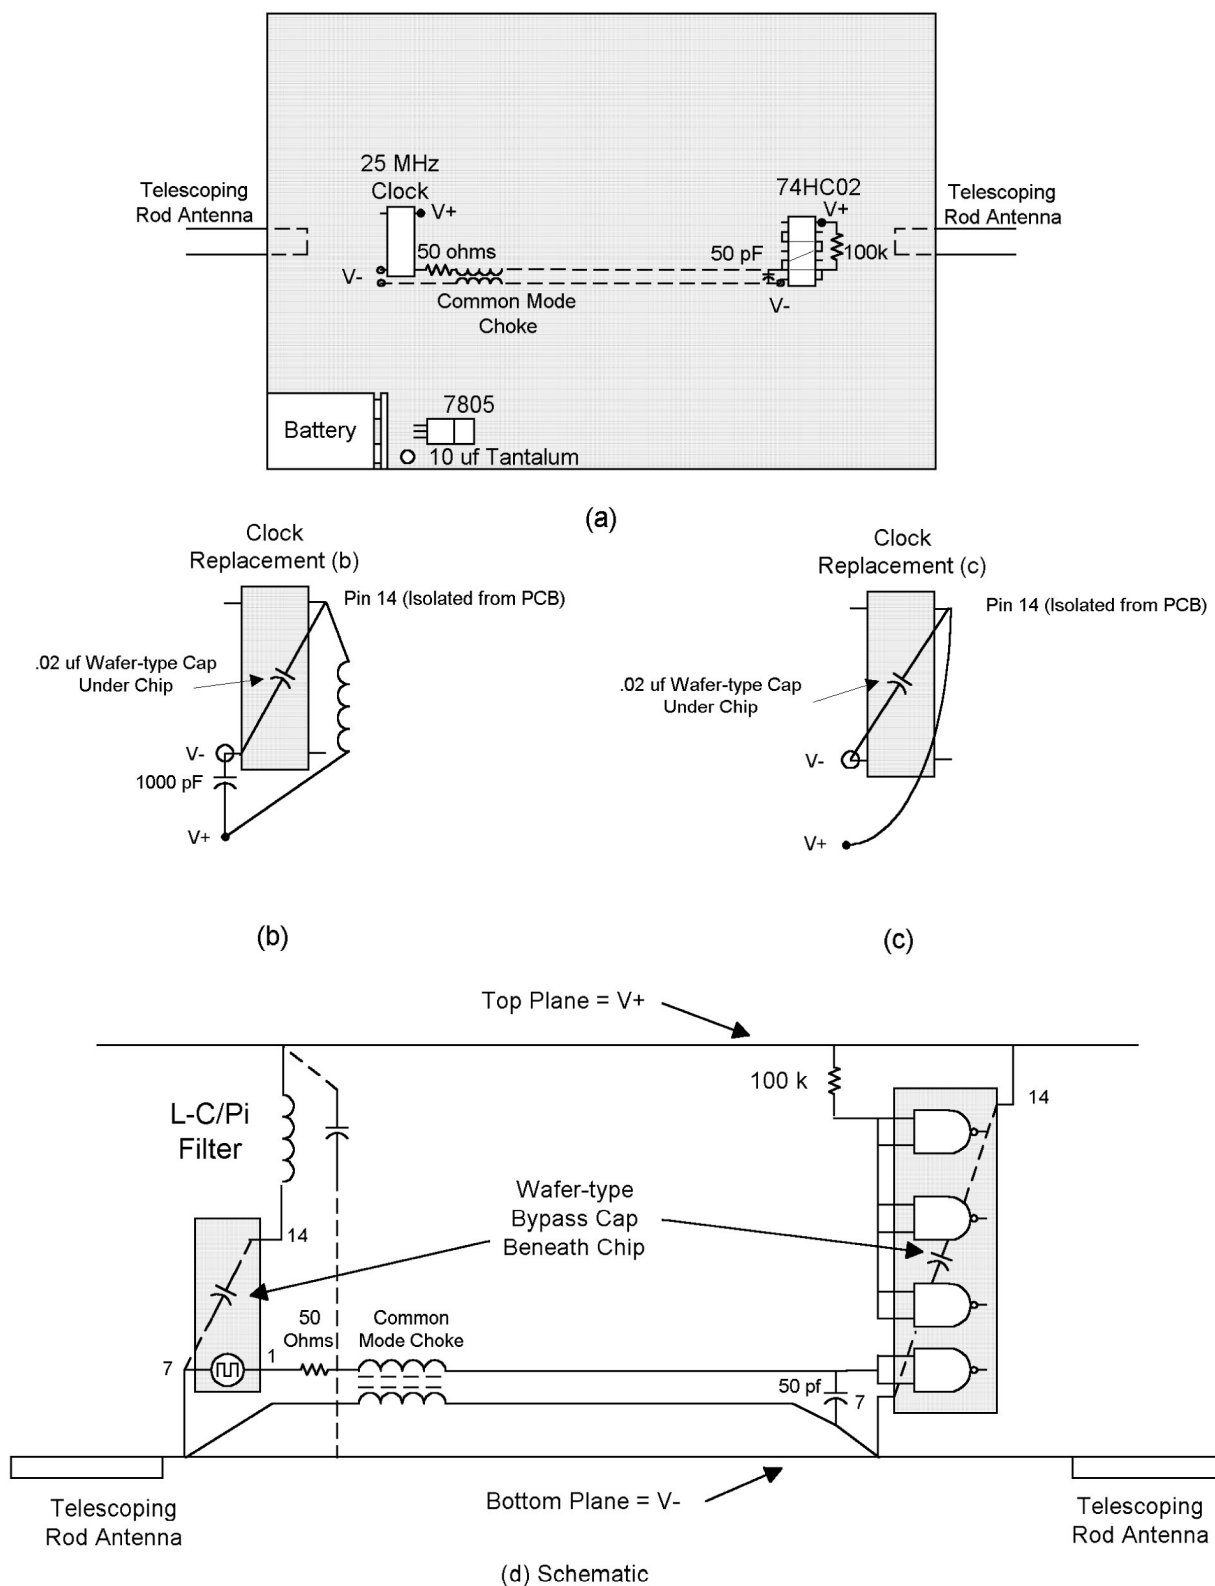 25 MHz
Clock
74HC02
Telescoping
Rod Antenna
Telescoping
Rod Antenna
V+
V+
50 ohms
50 pF
100k
V-
V-
Common Mode
Choke
7805
Battery
10 uf Tantalum
(a)
Clock
Replacement (b)
Clock
Replacement (c)
Pin 14 (Isolated from PCB)
Pin 14 (Isolated from PCB)
.02 uf Wafer-type Cap
Under Chip
.02 uf Wafer-type Cap
Under Chip
V-
V-
1000 pF
V+
V+
(b)
(c)
Top Plane = V+
100 k
14
L-C/Pi
Filter
Wafer-type
Bypass Cap
Beneath Chip
14
50
Ohms
Common
Mode Choke
7
1
50 pf
7
Telescoping
Rod Antenna
Bottom Plane = V-
Telescoping
Rod Antenna
(d) Schematic